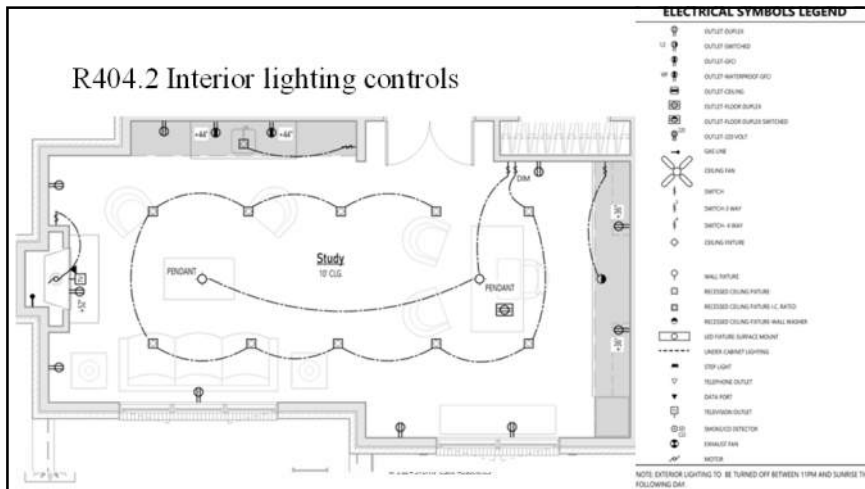 R404.2 Interior lighting controls
ELECTRICAL SYMBOLS LEGEND
OUTLET-DUPLEX
OUTLET-SWITCHED
OUTLET-GFCI
WP
OUTLET-WATERPROOF-GFCI
OUTLET-CEILING
OUTLET-FLOOR DUPLEX
OUTLET-FLOOR DUPLEX SWITCHED
OUTLET-220 VOLT
GAS LINE
CEILING FAN
SWITCH
SWITCH-3 WAY
SWITCH- 4 WAY
CEILING FIXTURE
WALL FIXTURE
RECESSED CEILING FIXTURE
RECESSED CEILING FIXTURE I.C. RATED
RECESSED CEILING FIXTURE-WALL WASHER
LED FIXTURE SURFACE MOUNT
UNDER-CABINET LIGHTING
STEP LIGHT
TELEPHONE OUTLET
DATA PORT
TELEVISION OUTLET
SMOKE/CO DETECTOR
EXHAUST FAN
MOTOR
NOTE: EXTERIOR LIGHTING TO BE TURNED OFF BETWEEN 11PM AND SUNRISE
FOLLOWING DAY.
+44" +44"
DIM
+36"
Study
10' CLG.
PENDANT
PENDANT
+36"